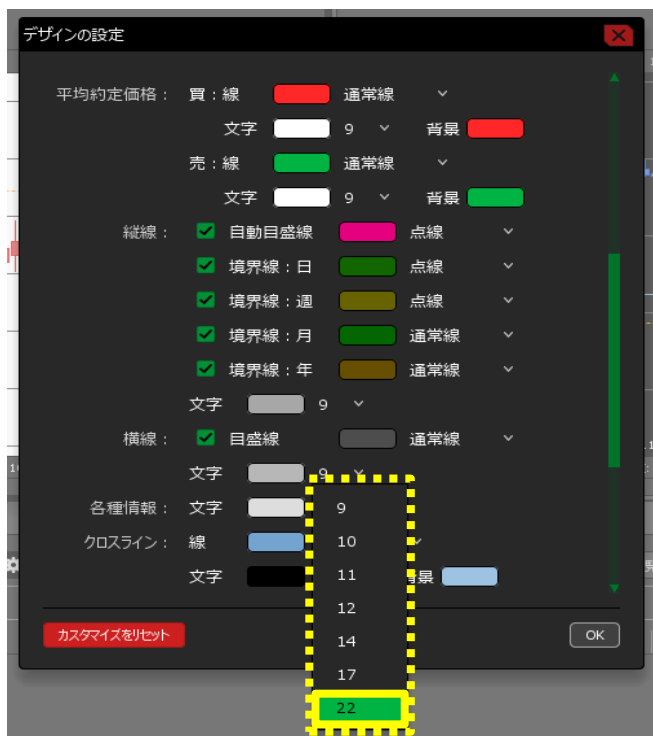 デザインの設定
平均約定価格： 買：線 通常線
文字 9 背景
売：線 通常線
文字 9 背景
縦線： 自動目盛線 点線
境界線：日 点線
境界線：週 点線
境界線：月 通常線
境界線：年 通常線
文字 9
横線： 目盛線 通常線
文字 9
各種情報： 文字
クロスライン： 線
文字 背景
9
10
11
12
14
17
22
カスタマイズをリセット OK